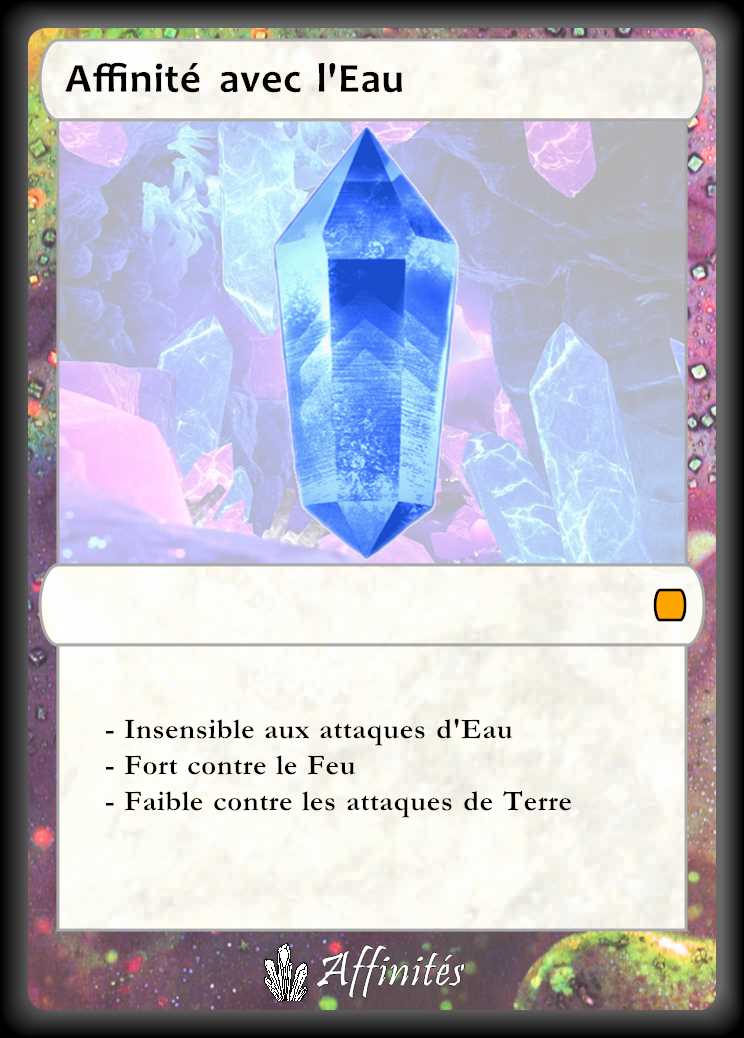 Affinité avec l'Eau
- Insensible aux attaques d'Eau
- Fort contre le Feu
- Faible contre les attaques de Terre
Affinités